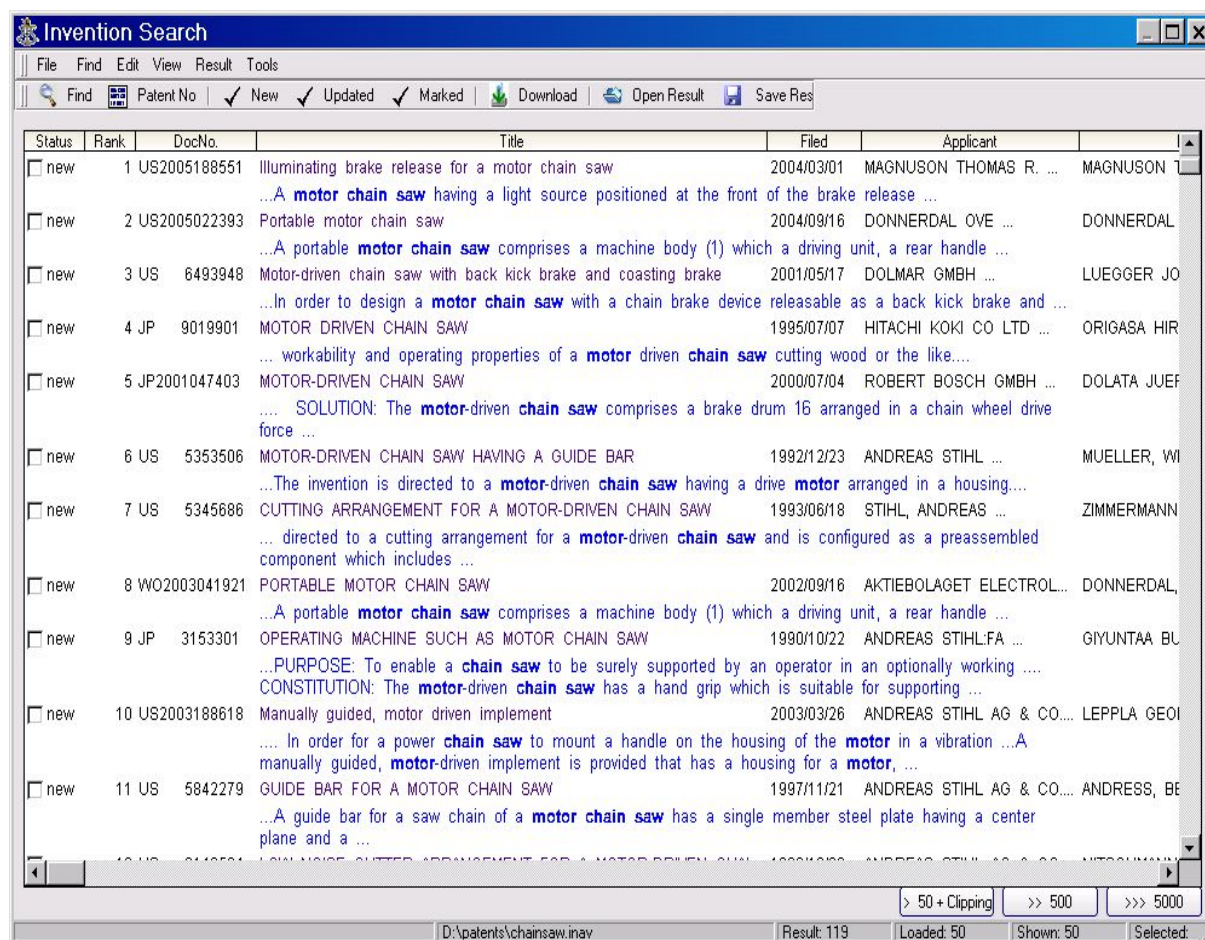 Invention Search
File Find Edit View Result Tools
Find Patent No New Updated Marked Download Open Result Save Res
Status Rank DocNo. Title Filed Applicant
new 1 US2005188551 Illuminating brake release for a motor chain saw 2004/03/01 MAGNUSON THOMAS R. ... MAGNUSON T
...A motor chain saw having a light source positioned at the front of the brake release ...
new 2 US2005022393 Portable motor chain saw 2004/09/16 DONNERDAL OVE ... DONNERDAL
...A portable motor chain saw comprises a machine body (1) which a driving unit, a rear handle ...
new 3 US 6493948 Motor-driven chain saw with back kick brake and coasting brake 2001/05/17 DOLMAR GMBH ... LUEGGER JO
...In order to design a motor chain saw with a chain brake device releasable as a back kick brake and ...
new 4 JP 9019901 MOTOR DRIVEN CHAIN SAW 1995/07/07 HITACHI KOKI CO LTD ... ORIGASA HIR
... workability and operating properties of a motor driven chain saw cutting wood or the like....
new 5 JP2001047403 MOTOR-DRIVEN CHAIN SAW 2000/07/04 ROBERT BOSCH GMBH ... DOLATA JUER
.... SOLUTION: The motor-driven chain saw comprises a brake drum 16 arranged in a chain wheel drive
force ...
new 6 US 5353506 MOTOR-DRIVEN CHAIN SAW HAVING A GUIDE BAR 1992/12/23 ANDREAS STIHL ... MUELLER, WI
...The invention is directed to a motor-driven chain saw having a drive motor arranged in a housing....
new 7 US 5345686 CUTTING ARRANGEMENT FOR A MOTOR-DRIVEN CHAIN SAW 1993/06/18 STIHL, ANDREAS ... ZIMMERMANN
... directed to a cutting arrangement for a motor-driven chain saw and is configured as a preassembled
component which includes ...
new 8 WO2003041921 PORTABLE MOTOR CHAIN SAW 2002/09/16 AKTIEBOLAGET ELECTROL... DONNERDAL,
...A portable motor chain saw comprises a machine body (1) which a driving unit, a rear handle ...
new 9 JP 3153301 OPERATING MACHINE SUCH AS MOTOR CHAIN SAW 1990/10/22 ANDREAS STIHL:FA ... GIYUNTAA BU
...PURPOSE: To enable a chain saw to be surely supported by an operator in an optionally working ....
CONSTITUTION: The motor-driven chain saw has a hand grip which is suitable for supporting ...
new 10 US2003188618 Manually guided, motor driven implement 2003/03/26 ANDREAS STIHL AG & CO.... LEPPLA GEOI
.... In order for a power chain saw to mount a handle on the housing of the motor in a vibration ...A
manually guided, motor-driven implement is provided that has a housing for a motor, ...
new 11 US 5842279 GUIDE BAR FOR A MOTOR CHAIN SAW 1997/11/21 ANDREAS STIHL AG & CO.... ANDRESS, BE
...A guide bar for a saw chain of a motor chain saw has a single member steel plate having a center
plane and a ...
> 50 + Clipping >> 500 >>> 5000
D:\patents\chainsaw.inav Result: 119 Loaded: 50 Shown: 50 Selected: